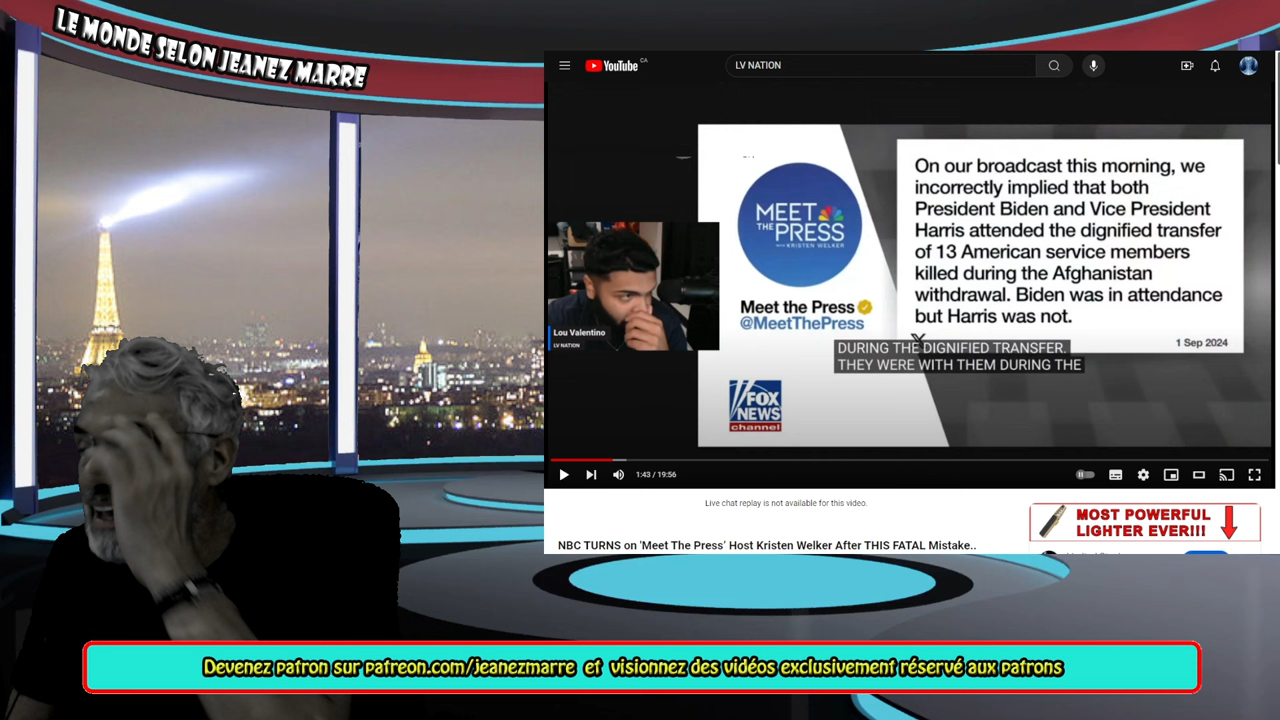 LE MONDE SELON JEANEZ MARRE
YouTube CA
LV NATION
MEET
THE PRESS
WITH KRISTEN WELKER
Meet the Press
@MeetThePress
FOX
NEWS
channel
On our broadcast this morning, we
incorrectly implied that both
President Biden and Vice President
Harris attended the dignified transfer
of 13 American service members
killed during the Afghanistan
withdrawal. Biden was in attendance
but Harris was not.
1 Sep 2024
DURING THE DIGNIFIED TRANSFER.
THEY WERE WITH THEM DURING THE
Lou Valentino
LV NATION
1:43 / 19:56
Live chat replay is not available for this video.
MOST POWERFUL
LIGHTER EVER!!!
NBC TURNS on 'Meet The Press' Host Kristen Welker After THIS FATAL Mistake..
Devenez patron sur patreon.com/jeanezmarre et visionnez des vidéos exclusivement réservé aux patrons